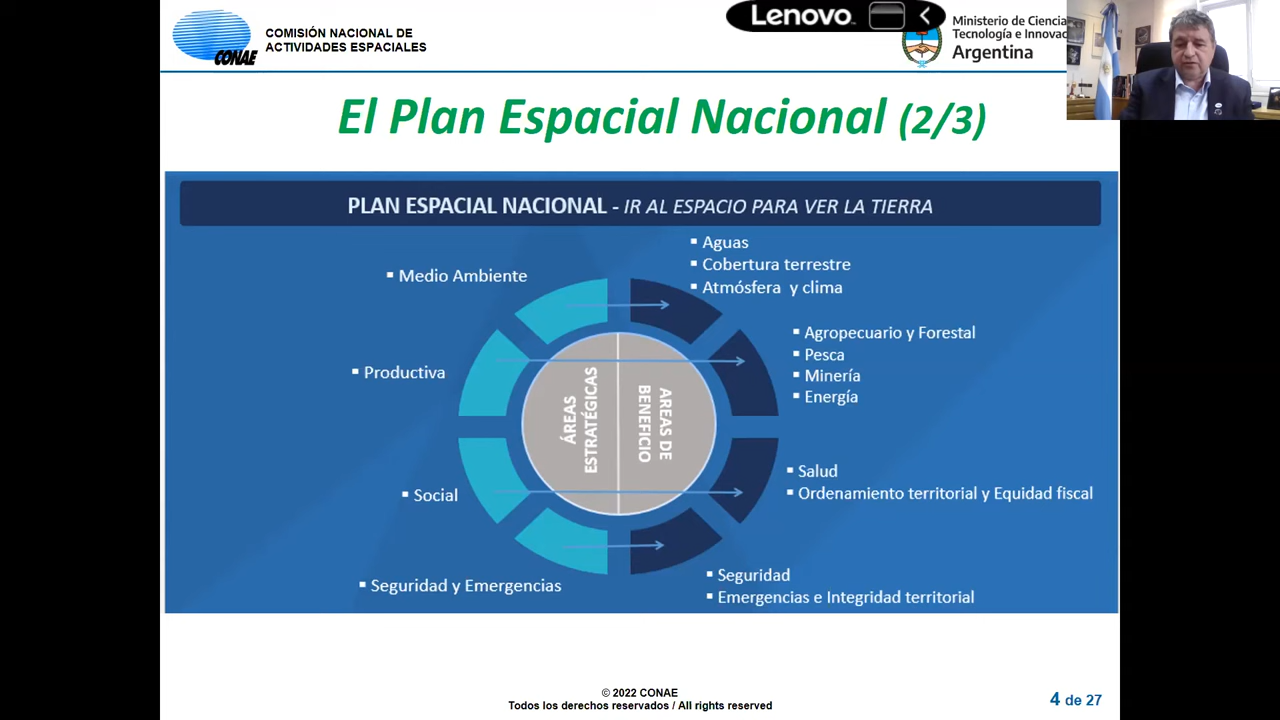 COMISIÓN NACIONAL DE
ACTIVIDADES ESPACIALES
CONAE
Lenovo
Ministerio de Ciencia
Tecnología e Innovac
Argentina
El Plan Espacial Nacional (2/3)
PLAN ESPACIAL NACIONAL - IR AL ESPACIO PARA VER LA TIERRA
▪ Medio Ambiente
▪ Aguas
▪ Cobertura terrestre
▪ Atmósfera y clima
▪ Productiva
▪ Agropecuario y Forestal
▪ Pesca
▪ Minería
▪ Energía
ÁREAS
ESTRATÉGICAS
AREAS DE
BENEFICIO
▪ Social
▪ Salud
▪ Ordenamiento territorial y Equidad fiscal
▪ Seguridad y Emergencias
▪ Seguridad
▪ Emergencias e Integridad territorial
© 2022 CONAE
Todos los derechos reservados / All rights reserved
4 de 27